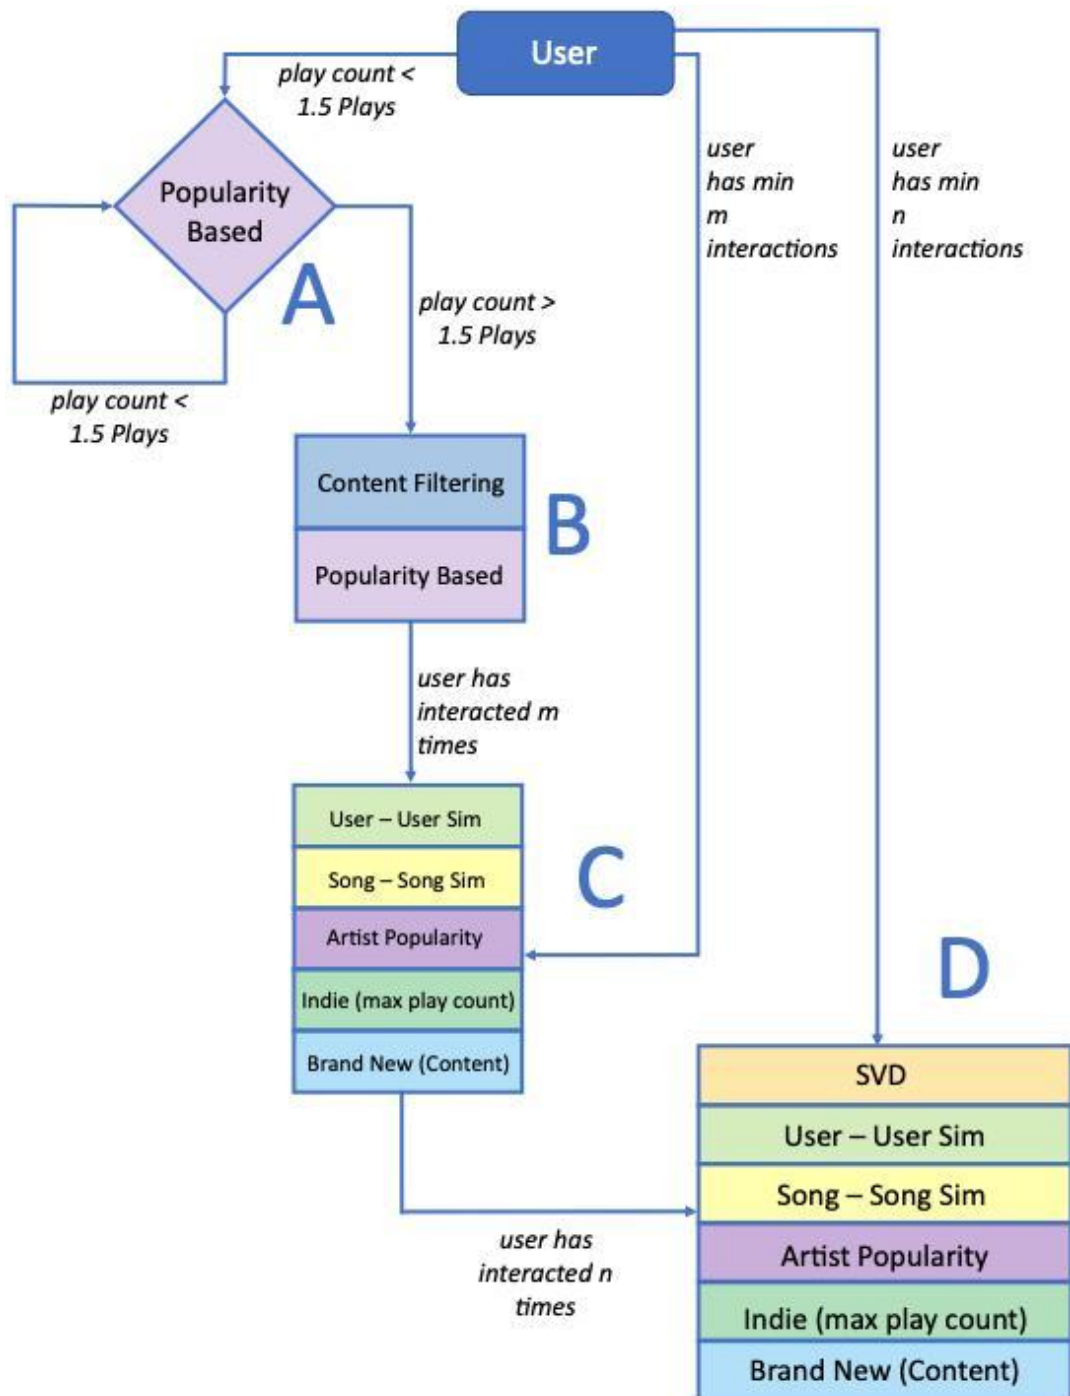 User
play count <
1.5 Plays
user
has min
m
interactions
user
has min
n
interactions
Popularity
Based
A
play count >
1.5 Plays
play count <
1.5 Plays
Content Filtering
B
Popularity Based
user has
interacted m
times
User – User Sim
Song – Song Sim
C
Artist Popularity
Indie (max play count)
Brand New (Content)
D
SVD
User – User Sim
Song – Song Sim
Artist Popularity
Indie (max play count)
Brand New (Content)
user has
interacted n
times